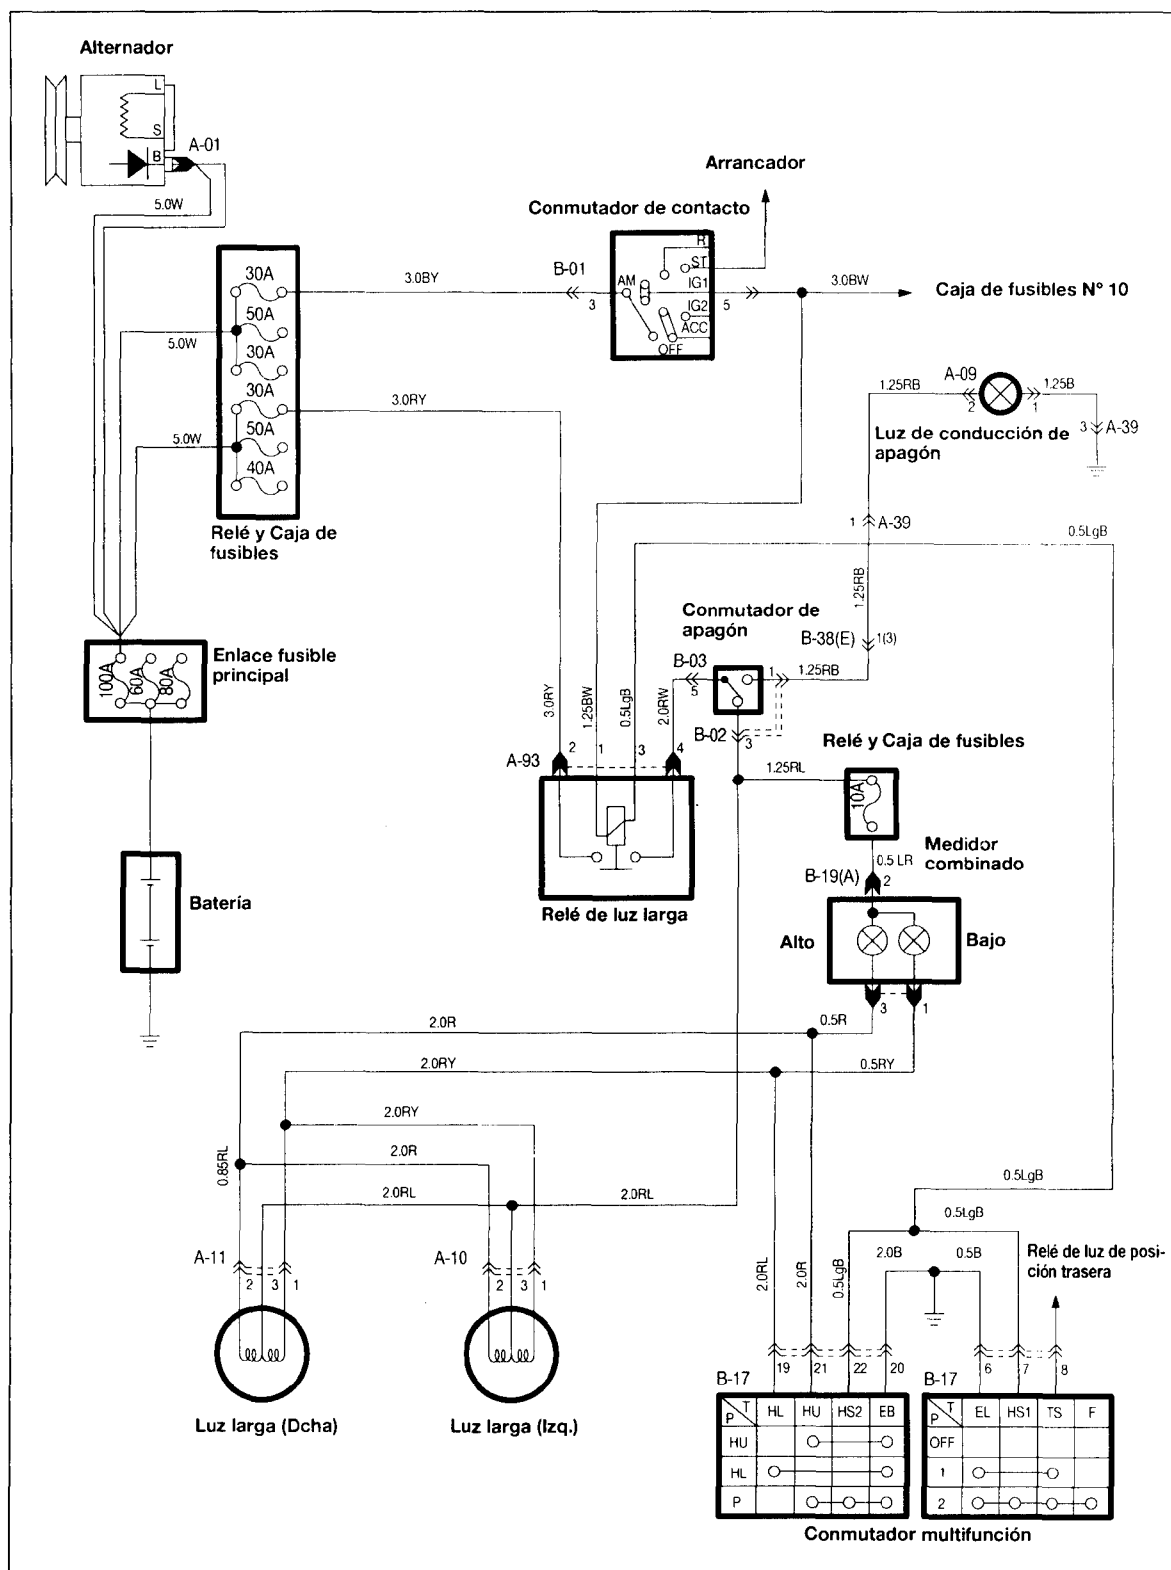 Alternador
L
S
B
A-01
5.0W
Arrancador
Conmutador de contacto
R
ST
AM
IG1
IG2
ACC
OFF
B-01
3
5
3.0BY
3.0BW
Caja de fusibles N° 10
30A
50A
30A
30A
50A
40A
5.0W
5.0W
3.0RY
Relé y Caja de
fusibles
1.25RB
A-09
2
1
1.25B
3
A-39
Luz de conducción de
apagón
1
A-39
0.5LgB
1.25RB
Conmutador de
apagón
B-38(E)
1(3)
B-03
5
1
1.25RB
B-02
3
Enlace fusible
principal
100A
60A
80A
3.0RY
1.25BW
0.5LgB
2.0RW
A-93
2
1
3
4
1.25RL
Relé y Caja de fusibles
10A
Relé de luz larga
Batería
0.5 LR
Medidor
combinado
B-19(A)
2
Alto
Bajo
3
1
2.0R
0.5R
2.0RY
0.5RY
2.0RY
2.0R
0.85RL
2.0RL
2.0RL
0.5LgB
0.5LgB
A-11
2
3
1
A-10
2
3
1
Luz larga (Dcha)
Luz larga (Izq.)
2.0RL
2.0R
0.5LgB
2.0B
0.5B
Relé de luz de posi-
ción trasera
19
21
22
20
6
7
8
B-17
B-17
T
P
HL
HU
HS2
EB
HU
HL
P
T
P
EL
HS1
TS
F
OFF
1
2
Conmutador multifunción